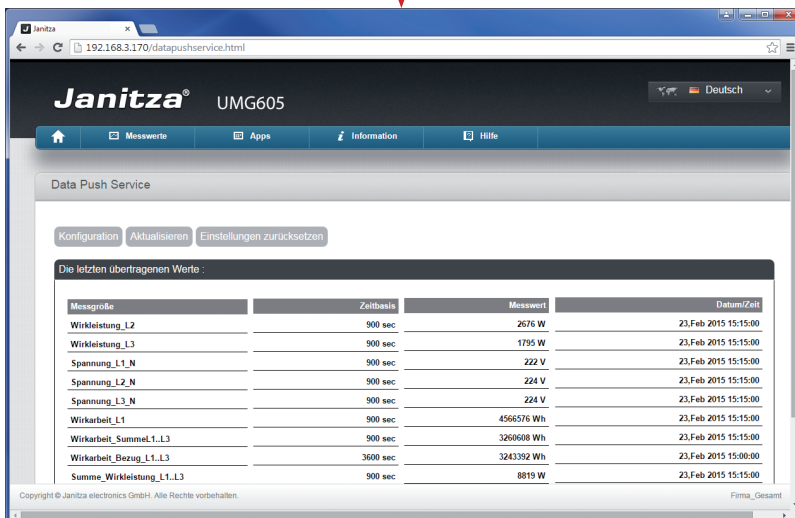 Janitza
192.168.3.170/datapushservice.html
Janitza® UMG605
Deutsch
Messwerte Apps Information Hilfe
Data Push Service
Konfiguration Aktualisieren Einstellungen zurücksetzen
Die letzten übertragenen Werte :
Messgröße Zeitbasis Messwert Datum/Zeit
Wirkleistung_L2 900 sec 2676 W 23,Feb 2015 15:15:00
Wirkleistung_L3 900 sec 1795 W 23,Feb 2015 15:15:00
Spannung_L1_N 900 sec 222 V 23,Feb 2015 15:15:00
Spannung_L2_N 900 sec 224 V 23,Feb 2015 15:15:00
Spannung_L3_N 900 sec 224 V 23,Feb 2015 15:15:00
Wirkarbeit_L1 900 sec 4566576 Wh 23,Feb 2015 15:15:00
Wirkarbeit_SummeL1..L3 900 sec 3260608 Wh 23,Feb 2015 15:15:00
Wirkarbeit_Bezug_L1..L3 3600 sec 3243392 Wh 23,Feb 2015 15:00:00
Summe_Wirkleistung_L1..L3 900 sec 8819 W 23,Feb 2015 15:15:00
Copyright © Janitza electronics GmbH. Alle Rechte vorbehalten. Firma_Gesamt